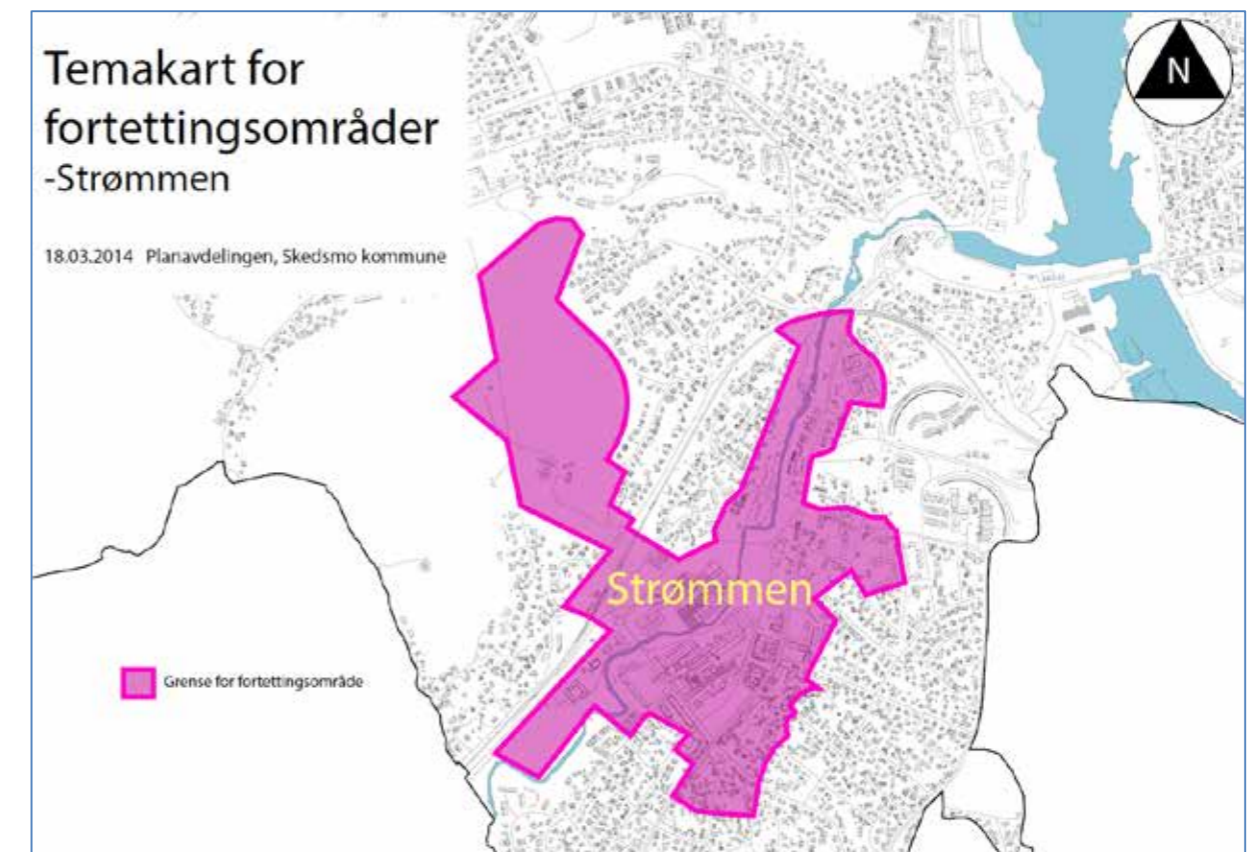 Temakart for
fortettingsområder
-Strømmen
18.03.2014 Planavdelingen, Skedsmo kommune
N
Strømmen
Grense for fortettingsområde